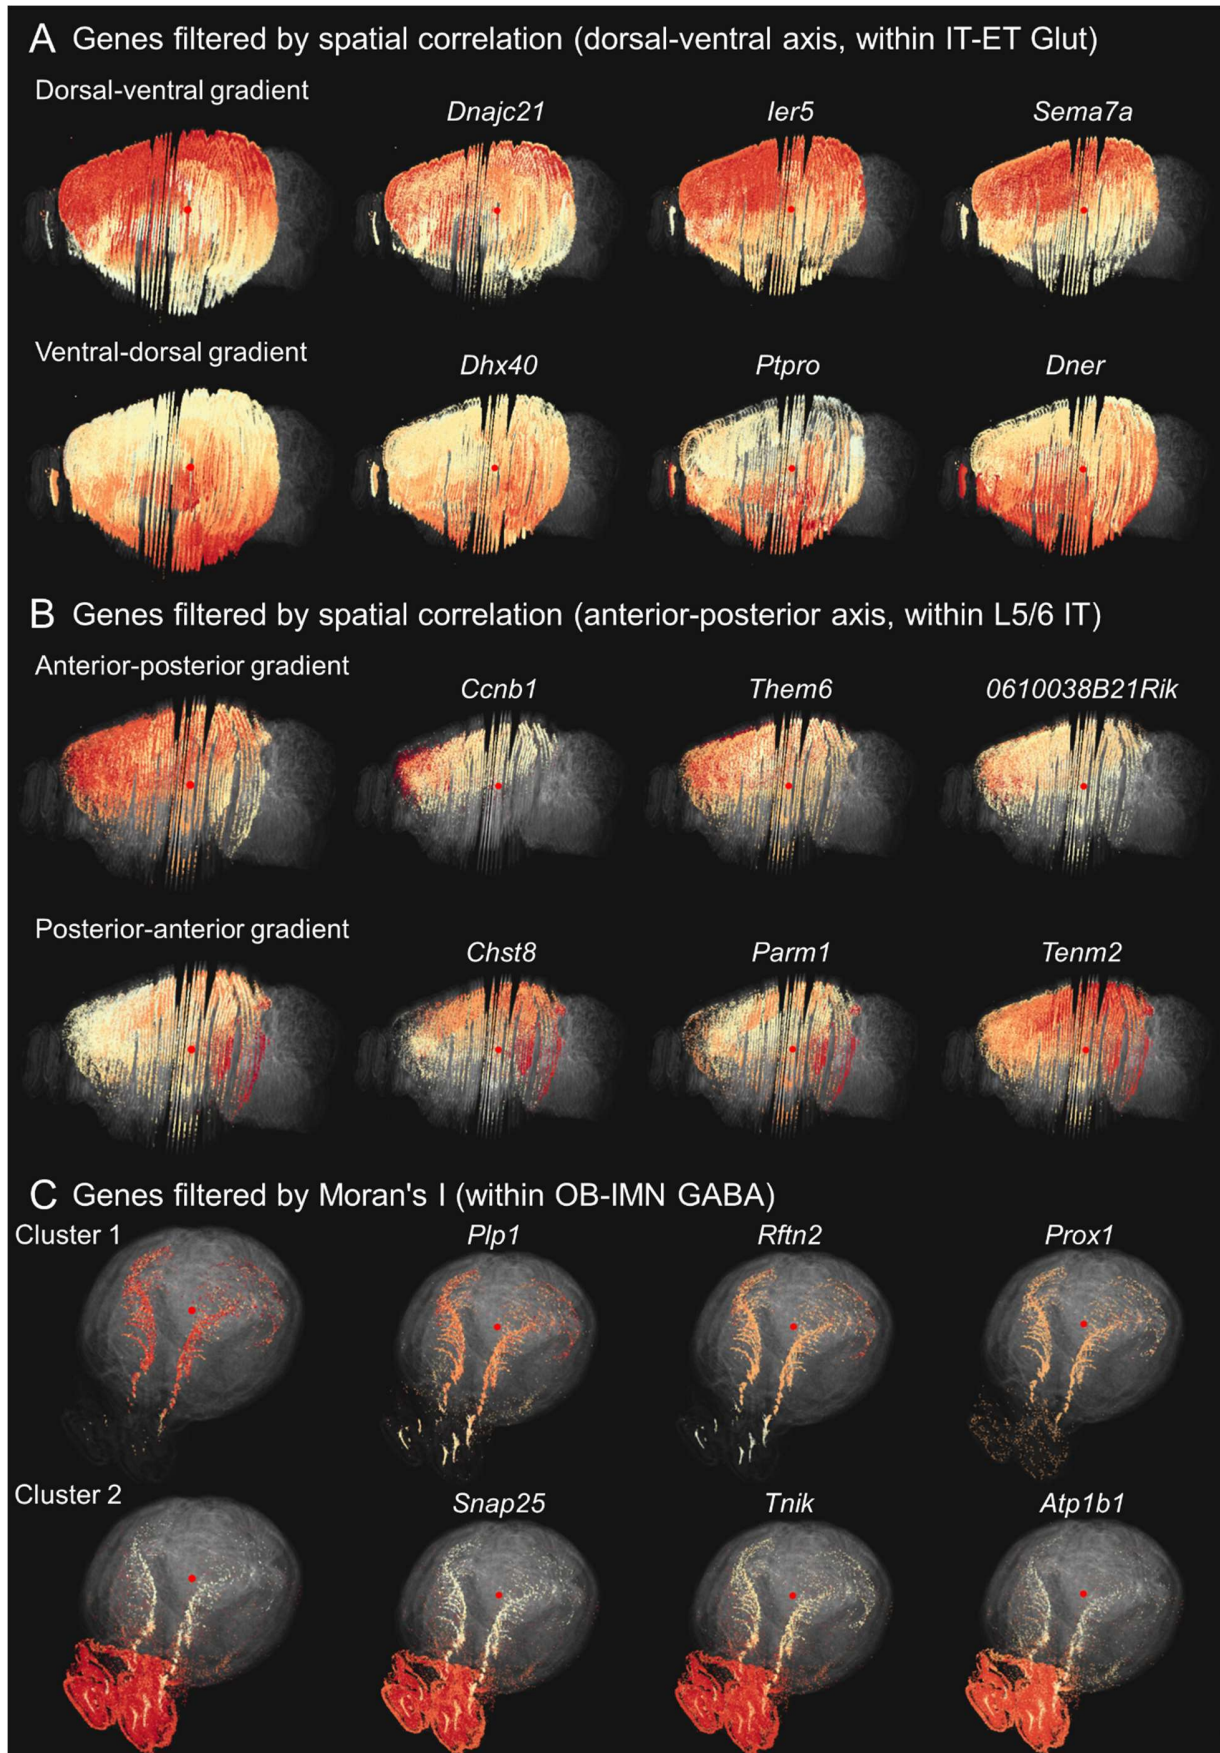 A Genes filtered by spatial correlation (dorsal-ventral axis, within IT-ET Glut)
Dorsal-ventral gradient
Dnajc21
Ier5
Sema7a
Ventral-dorsal gradient
Dhx40
Ptpro
Dner
B Genes filtered by spatial correlation (anterior-posterior axis, within L5/6 IT)
Anterior-posterior gradient
Ccnb1
Them6
0610038B21Rik
Posterior-anterior gradient
Chst8
Parm1
Tenm2
C Genes filtered by Moran's I (within OB-IMN GABA)
Cluster 1
Plp1
Rftn2
Prox1
Cluster 2
Snap25
Tnik
Atp1b1